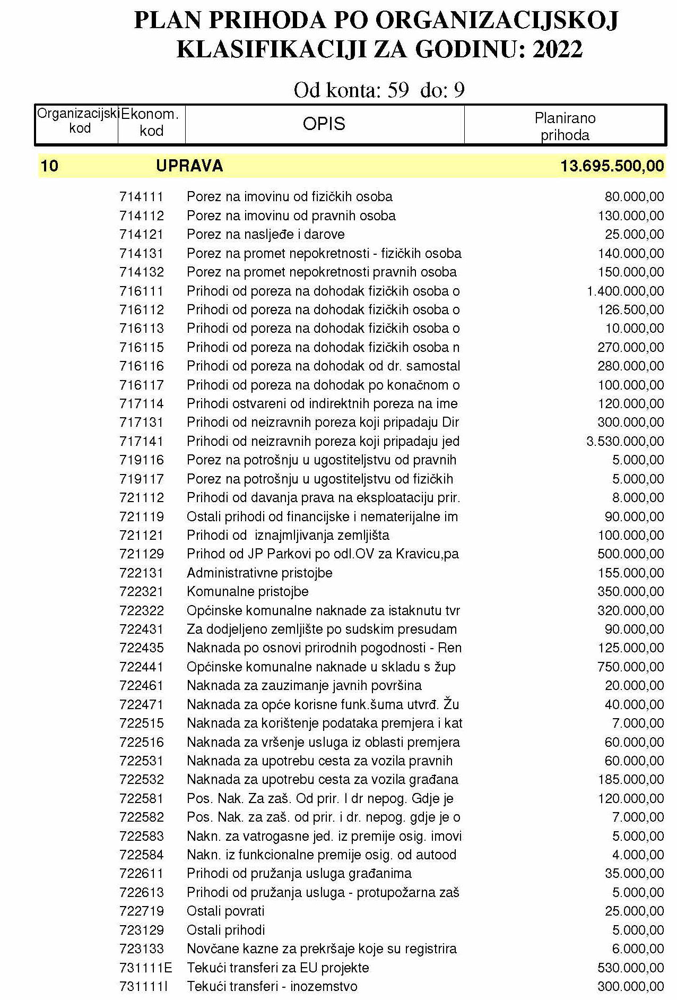 PLAN PRIHODA PO ORGANIZACIJSKOJ
KLASIFIKACIJI ZA GODINU: 2022
Od konta: 59 do: 9
Organizacijski kod Ekonom. kod OPIS Planirano prihoda
10 UPRAVA 13.695.500,00
714111 Porez na imovinu od fizičkih osoba 80.000,00
714112 Porez na imovinu od pravnih osoba 130.000,00
714121 Porez na nasljeđe i darove 25.000,00
714131 Porez na promet nepokretnosti - fizičkih osoba 140.000,00
714132 Porez na promet nepokretnosti pravnih osoba 150.000,00
716111 Prihodi od poreza na dohodak fizičkih osoba o 1.400.000,00
716112 Prihodi od poreza na dohodak fizičkih osoba o 126.500,00
716113 Prihodi od poreza na dohodak fizičkih osoba o 10.000,00
716115 Prihodi od poreza na dohodak fizičkih osoba n 270.000,00
716116 Prihodi od poreza na dohodak od dr. samostal 280.000,00
716117 Prihodi od poreza na dohodak po konačnom o 100.000,00
717114 Prihodi ostvareni od indirektnih poreza na ime 120.000,00
717131 Prihodi od neizravnih poreza koji pripadaju Dir 300.000,00
717141 Prihodi od neizravnih poreza koji pripadaju jed 3.530.000,00
719116 Porez na potrošnju u ugostiteljstvu od pravnih 5.000,00
719117 Porez na potrošnju u ugostiteljstvu od fizičkih 5.000,00
721112 Prihodi od davanja prava na eksploataciju prir. 8.000,00
721119 Ostali prihodi od financijske i nematerijalne im 90.000,00
721121 Prihodi od iznajmljivanja zemljišta 100.000,00
721129 Prihod od JP Parkovi po odl.OV za Kravicu,pa 500.000,00
722131 Administrativne pristojbe 155.000,00
722321 Komunalne pristojbe 350.000,00
722322 Općinske komunalne naknade za istaknutu tvr 320.000,00
722431 Za dodjeljeno zemljište po sudskim presudam 90.000,00
722435 Naknada po osnovi prirodnih pogodnosti - Ren 125.000,00
722441 Općinske komunalne naknade u skladu s žup 750.000,00
722461 Naknada za zauzimanje javnih površina 20.000,00
722471 Naknada za opće korisne funk.šuma utvrđ. Žu 40.000,00
722515 Naknada za korištenje podataka premjera i kat 7.000,00
722516 Naknada za vršenje usluga iz oblasti premjera 60.000,00
722531 Naknada za upotrebu cesta za vozila pravnih 60.000,00
722532 Naknada za upotrebu cesta za vozila građana 185.000,00
722581 Pos. Nak. Za zaš. Od prir. I dr nepog. Gdje je 120.000,00
722582 Pos. Nak. za zaš. od prir. i dr. nepog. gdje je o 7.000,00
722583 Nakn. za vatrogasne jed. iz premije osig. imovi 5.000,00
722584 Nakn. iz funkcionalne premije osig. od autood 4.000,00
722611 Prihodi od pružanja usluga građanima 35.000,00
722613 Prihodi od pružanja usluga - protupožarna zaš 5.000,00
722719 Ostali povrati 25.000,00
723129 Ostali prihodi 5.000,00
723133 Novčane kazne za prekršaje koje su registrira 6.000,00
731111E Tekući transferi za EU projekte 530.000,00
731111I Tekući transferi - inozemstvo 300.000,00